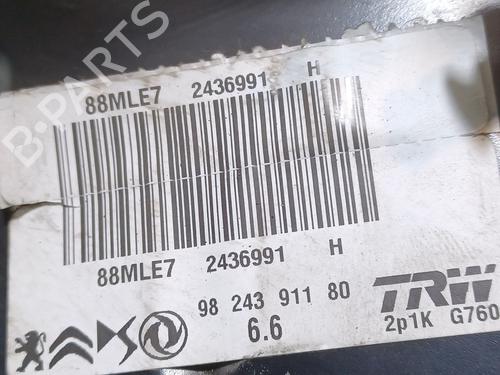 B-PARTS
88MLE7 2436991 H
88MLE7 2436991 H
98 243 911 80
6.6
TRW
2p1K G760